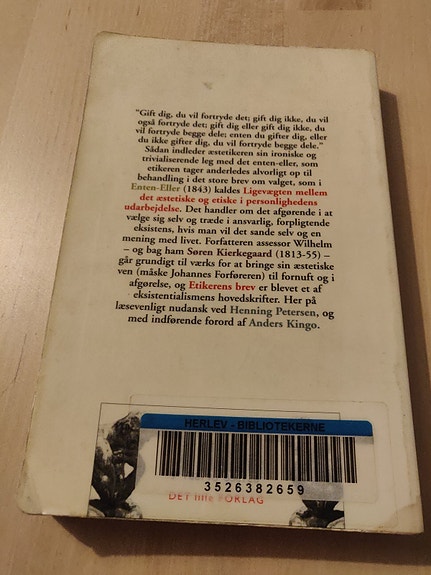 "Gift dig, du vil fortryde det; gift dig ikke, du vil
også fortryde det; gift dig eller gift dig ikke, du
vil fortryde begge dele; enten du gifter dig, eller
du ikke gifter dig, du vil fortryde begge dele."
Sådan indleder æstetikeren sin ironiske og
trivialiserende leg med det enten-eller, som
etikeren tager anderledes alvorligt op til
behandling i det store brev om valget, som i
Enten-Eller (1843) kaldes Ligevægten mellem
det æstetiske og etiske i personlighedens
udarbejdelse. Det handler om det afgørende i at
vælge sig selv og træde i ansvarlig, forpligtende
eksistens, hvis man vil det sande selv og en
mening med livet. Forfatteren assessor Wilhelm
– og bag ham Søren Kierkegaard (1813-55) –
går grundigt til værks for at bringe sin æstetiske
ven (måske Johannes Forføreren) til fornuft og i
afgørelse, og Etikerens brev er blevet et af
eksistentialismens hovedskrifter. Her på
læsevenligt nudansk ved Henning Petersen, og
med indførende forord af Anders Kingo.
HERLEV - BIBLIOTEKERNE
3526382659
DET lille FORLAG